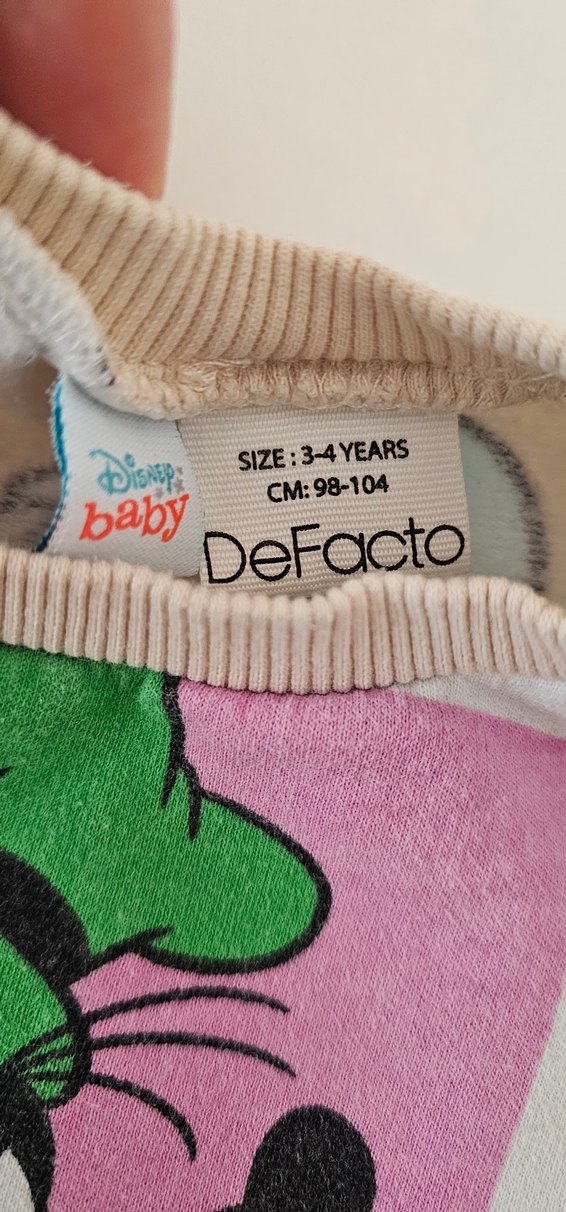 Disney
baby
SIZE : 3-4 YEARS
CM: 98-104
DeFacto